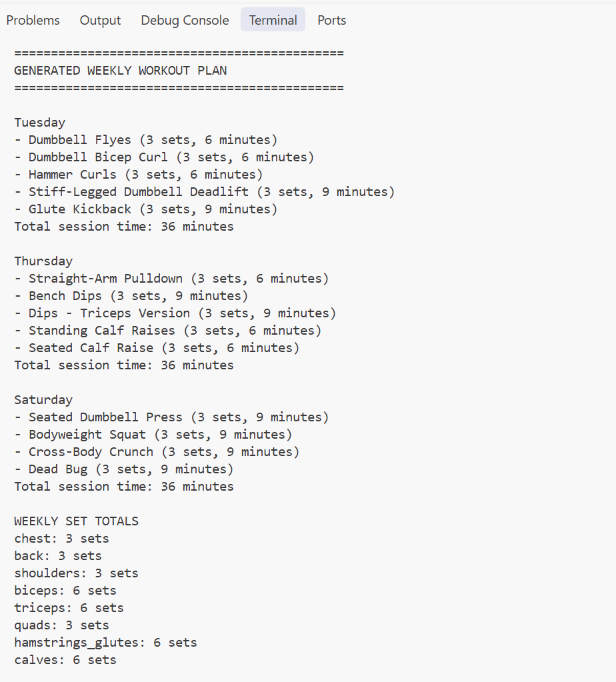 Problems Output Debug Console Terminal Ports
=============================================
GENERATED WEEKLY WORKOUT PLAN
=============================================
Tuesday
- Dumbbell Flyes (3 sets, 6 minutes)
- Dumbbell Bicep Curl (3 sets, 6 minutes)
- Hammer Curls (3 sets, 6 minutes)
- Stiff-Legged Dumbbell Deadlift (3 sets, 9 minutes)
- Glute Kickback (3 sets, 9 minutes)
Total session time: 36 minutes
Thursday
- Straight-Arm Pulldown (3 sets, 6 minutes)
- Bench Dips (3 sets, 9 minutes)
- Dips - Triceps Version (3 sets, 9 minutes)
- Standing Calf Raises (3 sets, 6 minutes)
- Seated Calf Raise (3 sets, 6 minutes)
Total session time: 36 minutes
Saturday
- Seated Dumbbell Press (3 sets, 9 minutes)
- Bodyweight Squat (3 sets, 9 minutes)
- Cross-Body Crunch (3 sets, 9 minutes)
- Dead Bug (3 sets, 9 minutes)
Total session time: 36 minutes
WEEKLY SET TOTALS
chest: 3 sets
back: 3 sets
shoulders: 3 sets
biceps: 6 sets
triceps: 6 sets
quads: 3 sets
hamstrings_glutes: 6 sets
calves: 6 sets